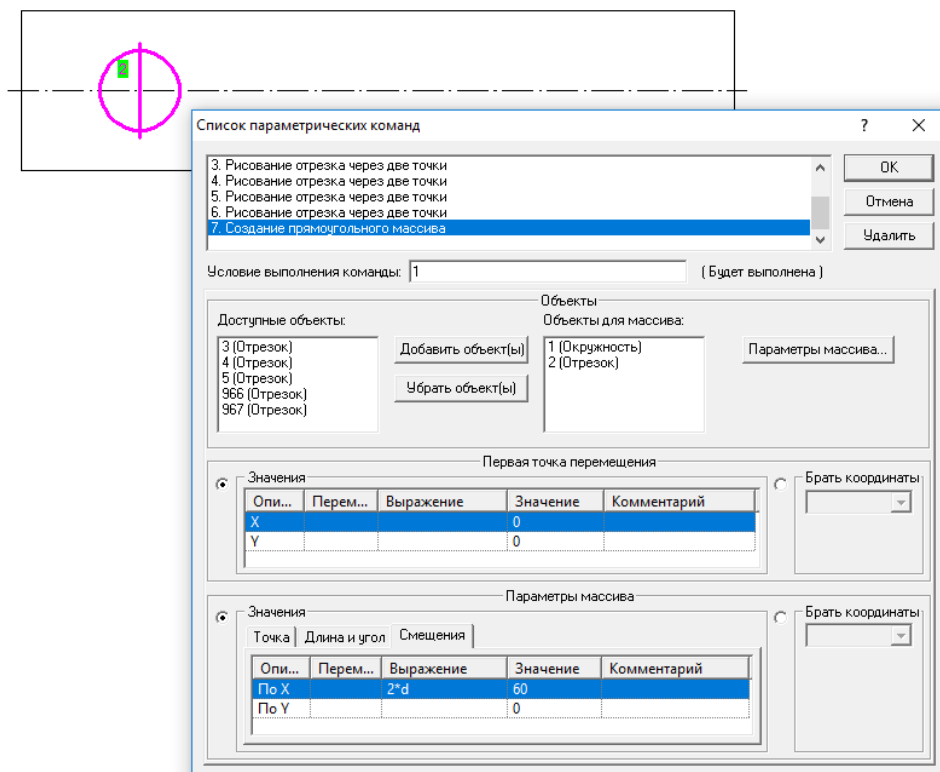 2
Список параметрических команд
?
3. Рисование отрезка через две точки
4. Рисование отрезка через две точки
5. Рисование отрезка через две точки
6. Рисование отрезка через две точки
7. Создание прямоугольного массива
OK
Отмена
Удалить
Условие выполнения команды: 1 ( Будет выполнена )
Объекты
Доступные объекты:
Объекты для массива:
3 (Отрезок)
4 (Отрезок)
5 (Отрезок)
966 (Отрезок)
967 (Отрезок)
Добавить объект(ы)
Убрать объект(ы)
1 (Окружность)
2 (Отрезок)
Параметры массива...
Первая точка перемещения
Значения
Опи... Перем... Выражение Значение Комментарий
X 0
Y 0
Брать координаты
Параметры массива
Значения
Точка Длина и угол Смещения
Опи... Перем... Выражение Значение Комментарий
По X 2*d 60
По Y 0
Брать координаты